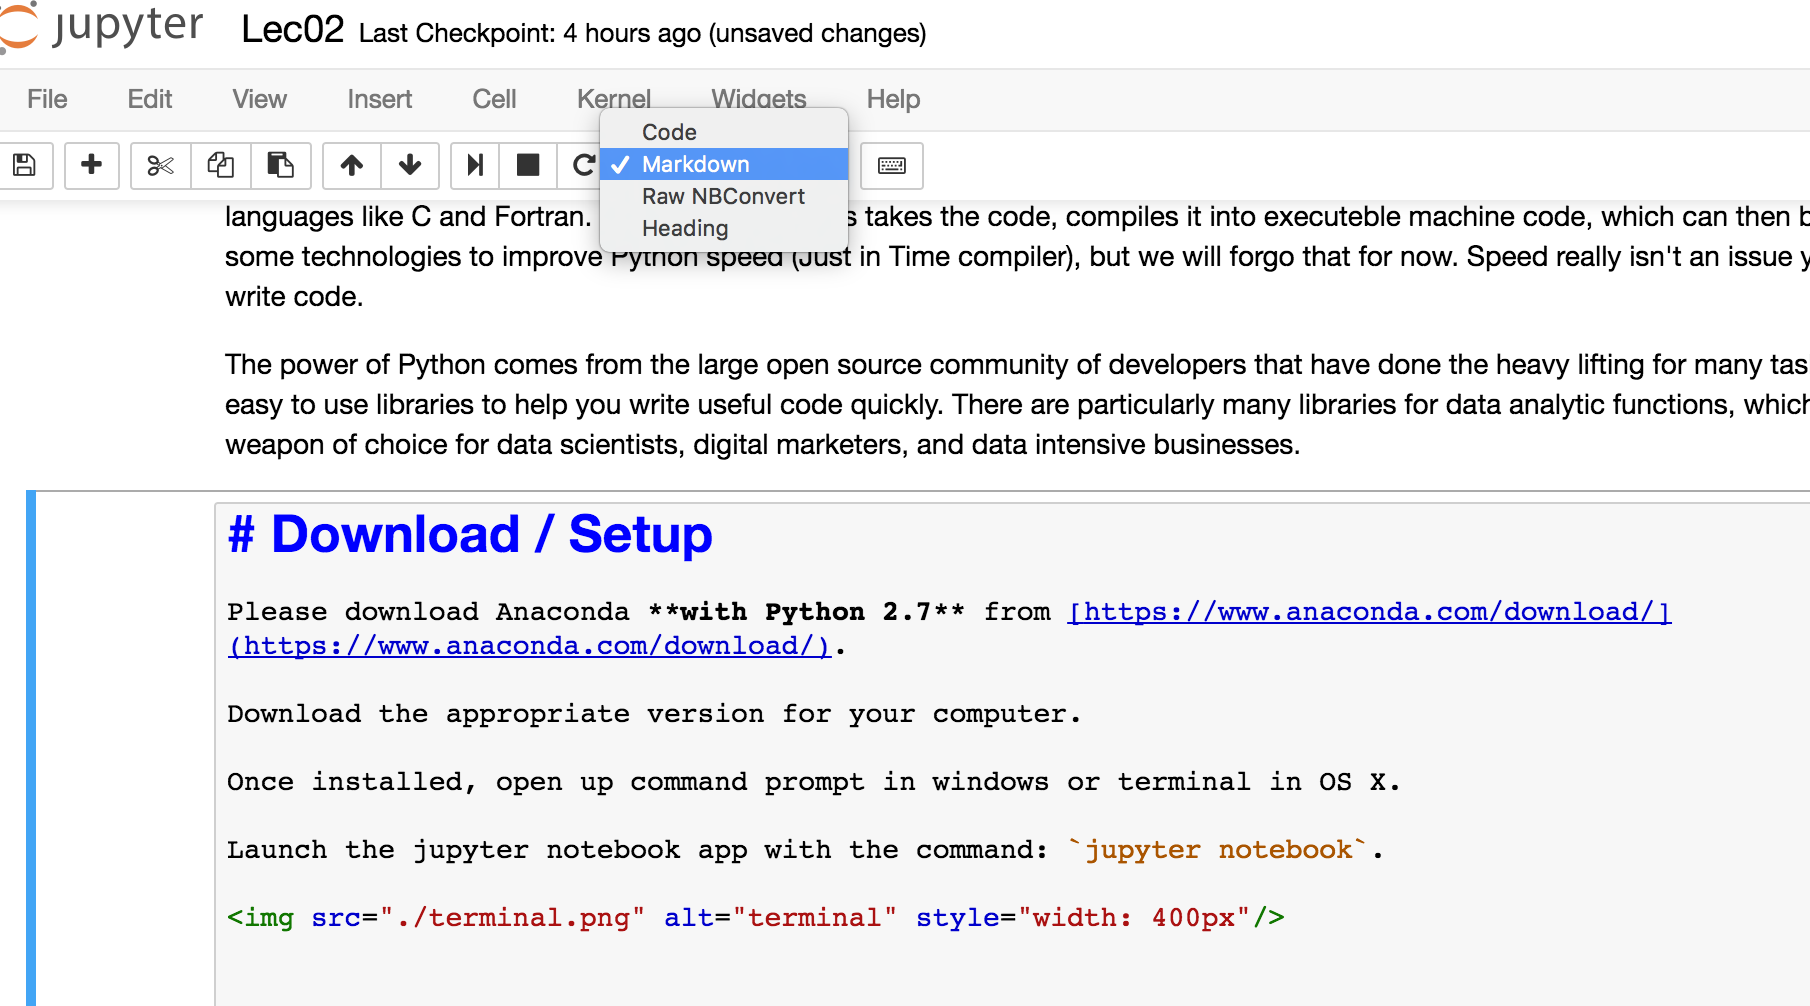 jupyter Lec02 Last Checkpoint: 4 hours ago (unsaved changes)
File Edit View Insert Cell Kernel Widgets Help
Code
Markdown
Raw NBConvert
Heading
languages like C and Fortran. s takes the code, compiles it into executeble machine code, which can then b
some technologies to improve Python speed (Just in Time compiler), but we will forgo that for now. Speed really isn't an issue y
write code.
The power of Python comes from the large open source community of developers that have done the heavy lifting for many tas
easy to use libraries to help you write useful code quickly. There are particularly many libraries for data analytic functions, which
weapon of choice for data scientists, digital marketers, and data intensive businesses.
# Download / Setup
Please download Anaconda **with Python 2.7** from [https://www.anaconda.com/download/]
(https://www.anaconda.com/download/).
Download the appropriate version for your computer.
Once installed, open up command prompt in windows or terminal in OS X.
Launch the jupyter notebook app with the command: `jupyter notebook`.
<img src="./terminal.png" alt="terminal" style="width: 400px"/>